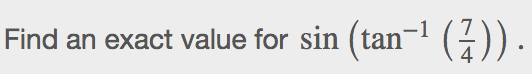 Find an exact value for sin (tan⁻¹ (7/4)) .